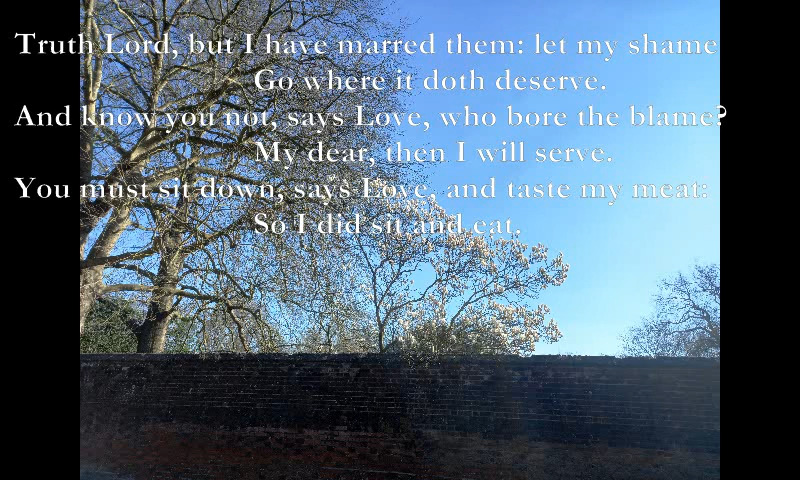 Truth Lord, but I have marred them: let my shame
Go where it doth deserve.
And know you not, says Love, who bore the blame?
My dear, then I will serve.
You must sit down, says Love, and taste my meat:
So I did sit and eat.